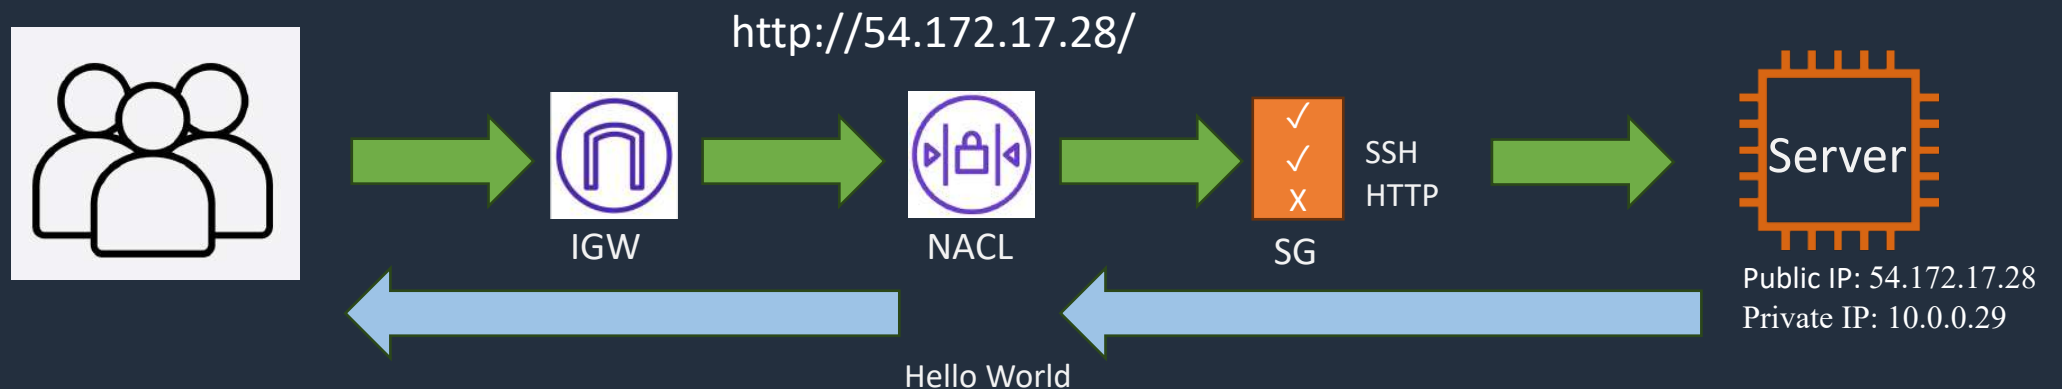 http://54.172.17.28/
✓
✓
X
SSH
HTTP
Server
IGW
NACL
SG
Public IP: 54.172.17.28
Private IP: 10.0.0.29
Hello World